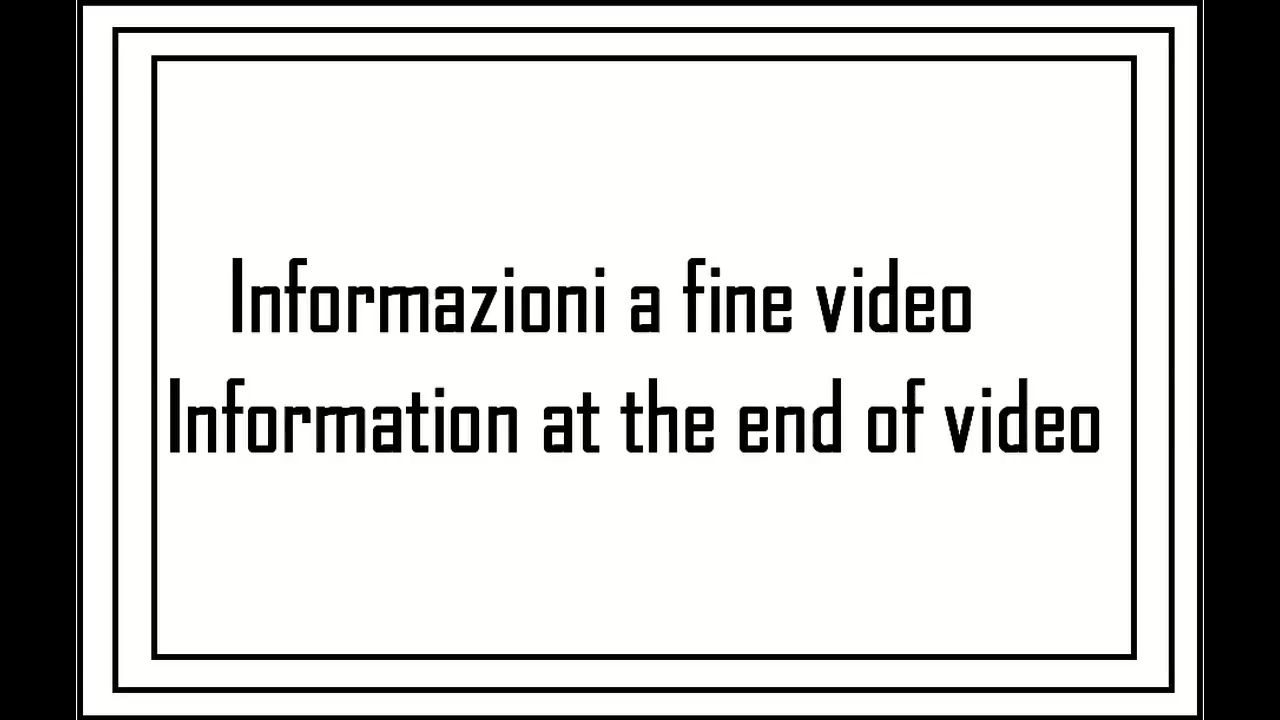 Informazioni a fine video
Information at the end of video